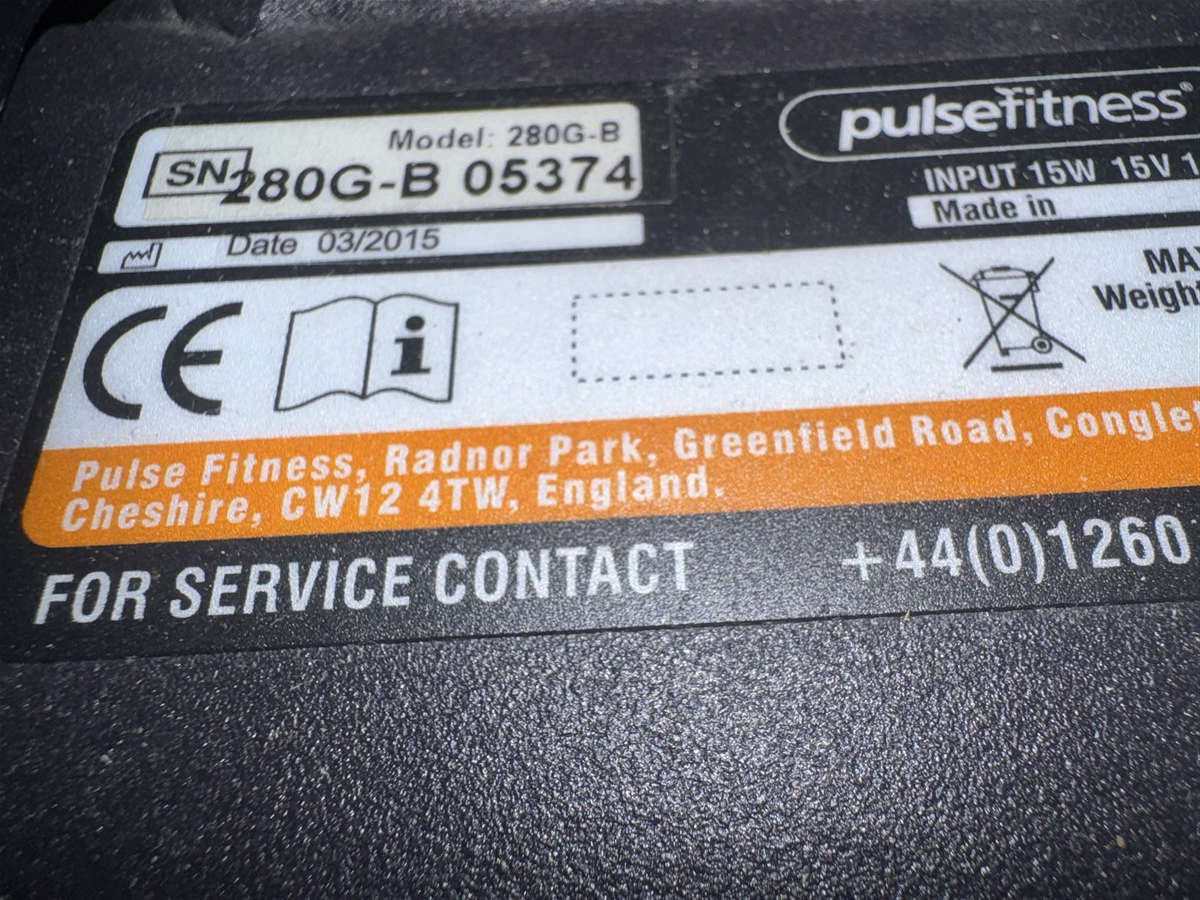 Model: 280G-B
SN 280G-B 05374
Date 03/2015
pulsefitness®
INPUT 15W 15V 1
Made in
CE
i
MAX
Weight
Pulse Fitness, Radnor Park, Greenfield Road, Conglet
Cheshire, CW12 4TW, England.
FOR SERVICE CONTACT +44(0)1260